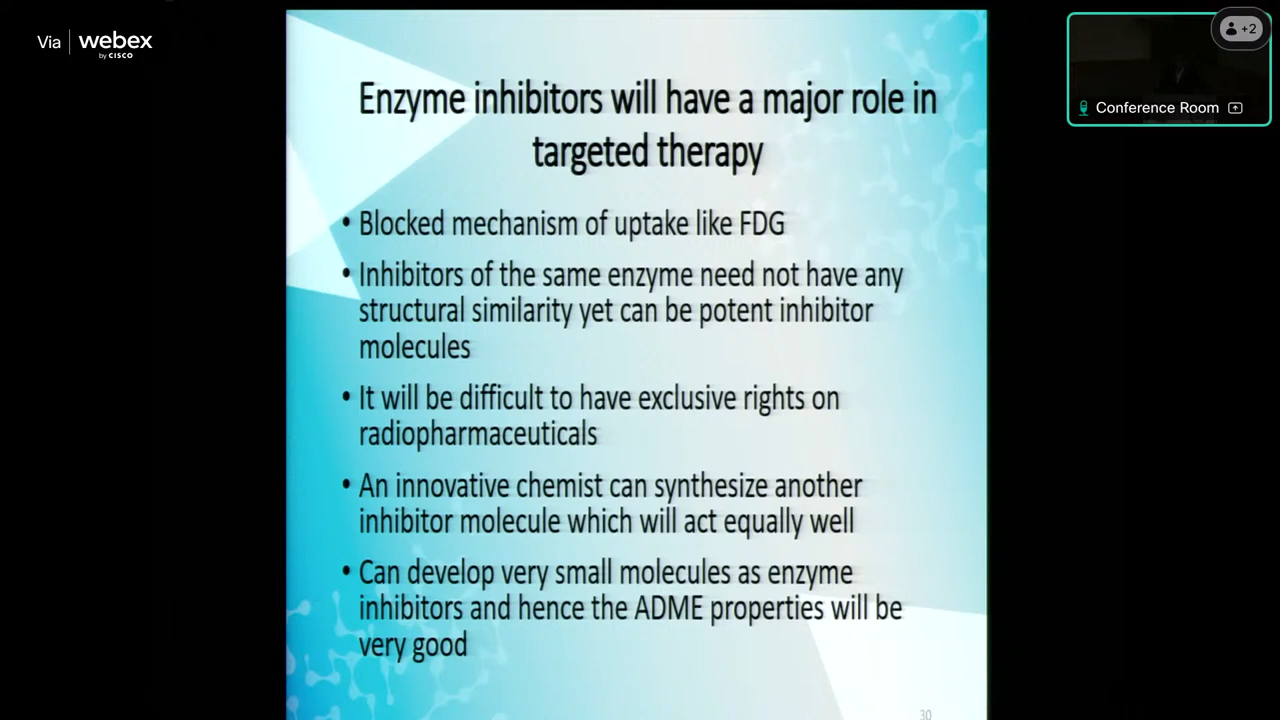 Via webex
by CISCO
+2
Conference Room
Enzyme inhibitors will have a major role in
targeted therapy
• Blocked mechanism of uptake like FDG
• Inhibitors of the same enzyme need not have any
structural similarity yet can be potent inhibitor
molecules
• It will be difficult to have exclusive rights on
radiopharmaceuticals
• An innovative chemist can synthesize another
inhibitor molecule which will act equally well
• Can develop very small molecules as enzyme
inhibitors and hence the ADME properties will be
very good
30